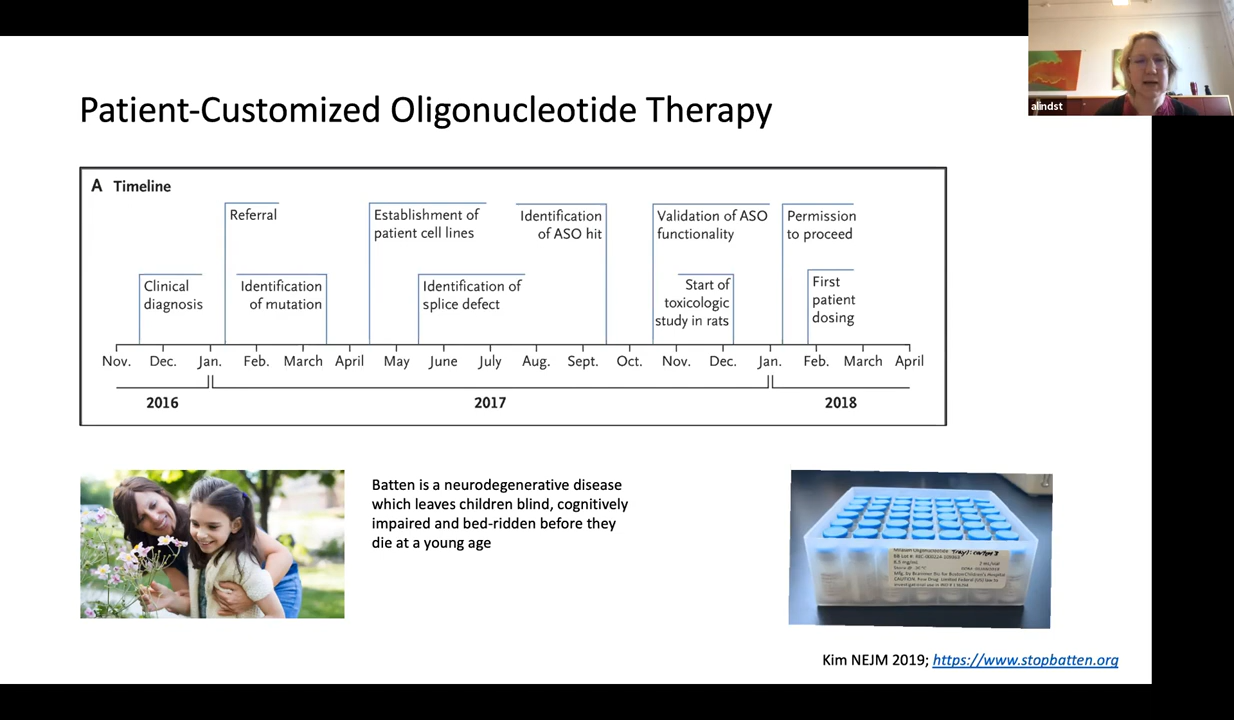 alindst
Patient-Customized Oligonucleotide Therapy
A Timeline
Referral
Establishment of
patient cell lines
Identification
of ASO hit
Validation of ASO
functionality
Permission
to proceed
Clinical
diagnosis
Identification
of mutation
Identification of
splice defect
Start of
toxicologic
study in rats
First
patient
dosing
Nov. Dec. Jan. Feb. March April May June July Aug. Sept. Oct. Nov. Dec. Jan. Feb. March April
2016 2017 2018
Batten is a neurodegenerative disease
which leaves children blind, cognitively
impaired and bed-ridden before they
die at a young age
Kim NEJM 2019; https://www.stopbatten.org